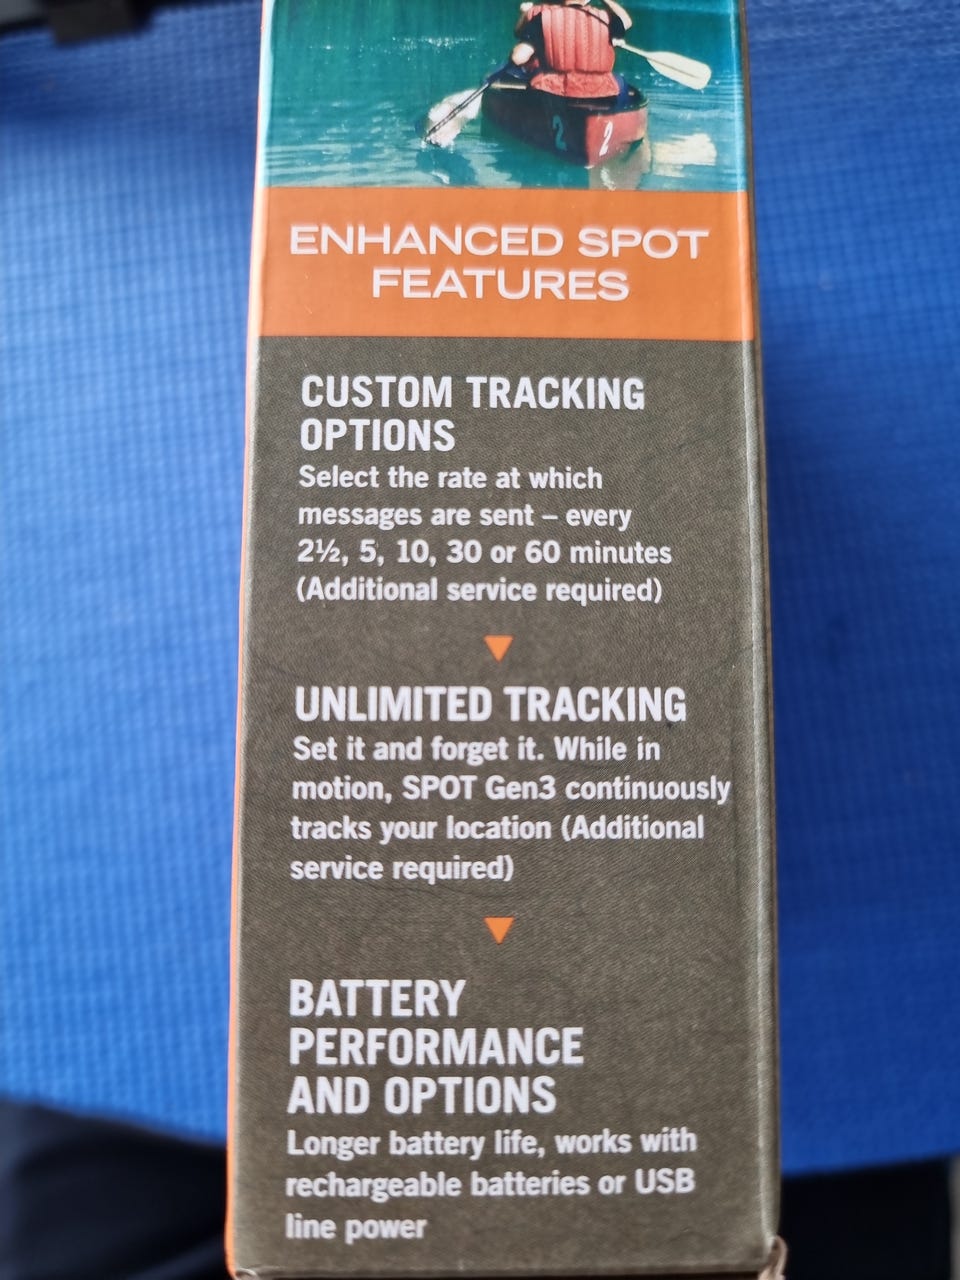 2 2
ENHANCED SPOT
FEATURES
CUSTOM TRACKING
OPTIONS
Select the rate at which
messages are sent – every
2½, 5, 10, 30 or 60 minutes
(Additional service required)
UNLIMITED TRACKING
Set it and forget it. While in
motion, SPOT Gen3 continuously
tracks your location (Additional
service required)
BATTERY
PERFORMANCE
AND OPTIONS
Longer battery life, works with
rechargeable batteries or USB
line power